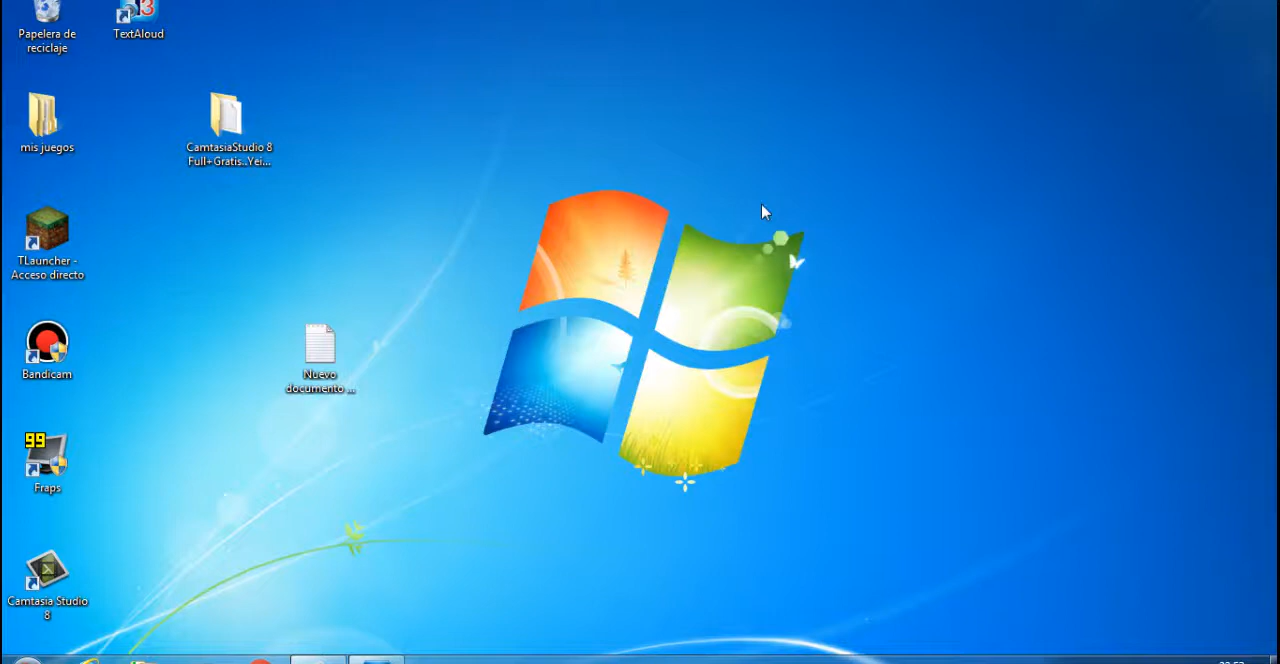 Papelera de
reciclaje
TextAloud
mis juegos
CamtasiaStudio 8
Full+Gratis..Yei...
TLauncher -
Acceso directo
Bandicam
Nuevo
documento ...
99
Fraps
Camtasia Studio
8